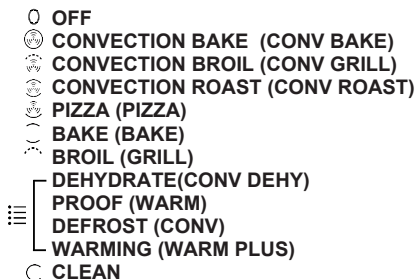 0 OFF
CONVECTION BAKE (CONV BAKE)
CONVECTION BROIL (CONV GRILL)
CONVECTION ROAST (CONV ROAST)
PIZZA (PIZZA)
BAKE (BAKE)
BROIL (GRILL)
DEHYDRATE(CONV DEHY)
PROOF (WARM)
DEFROST (CONV)
WARMING (WARM PLUS)
CLEAN